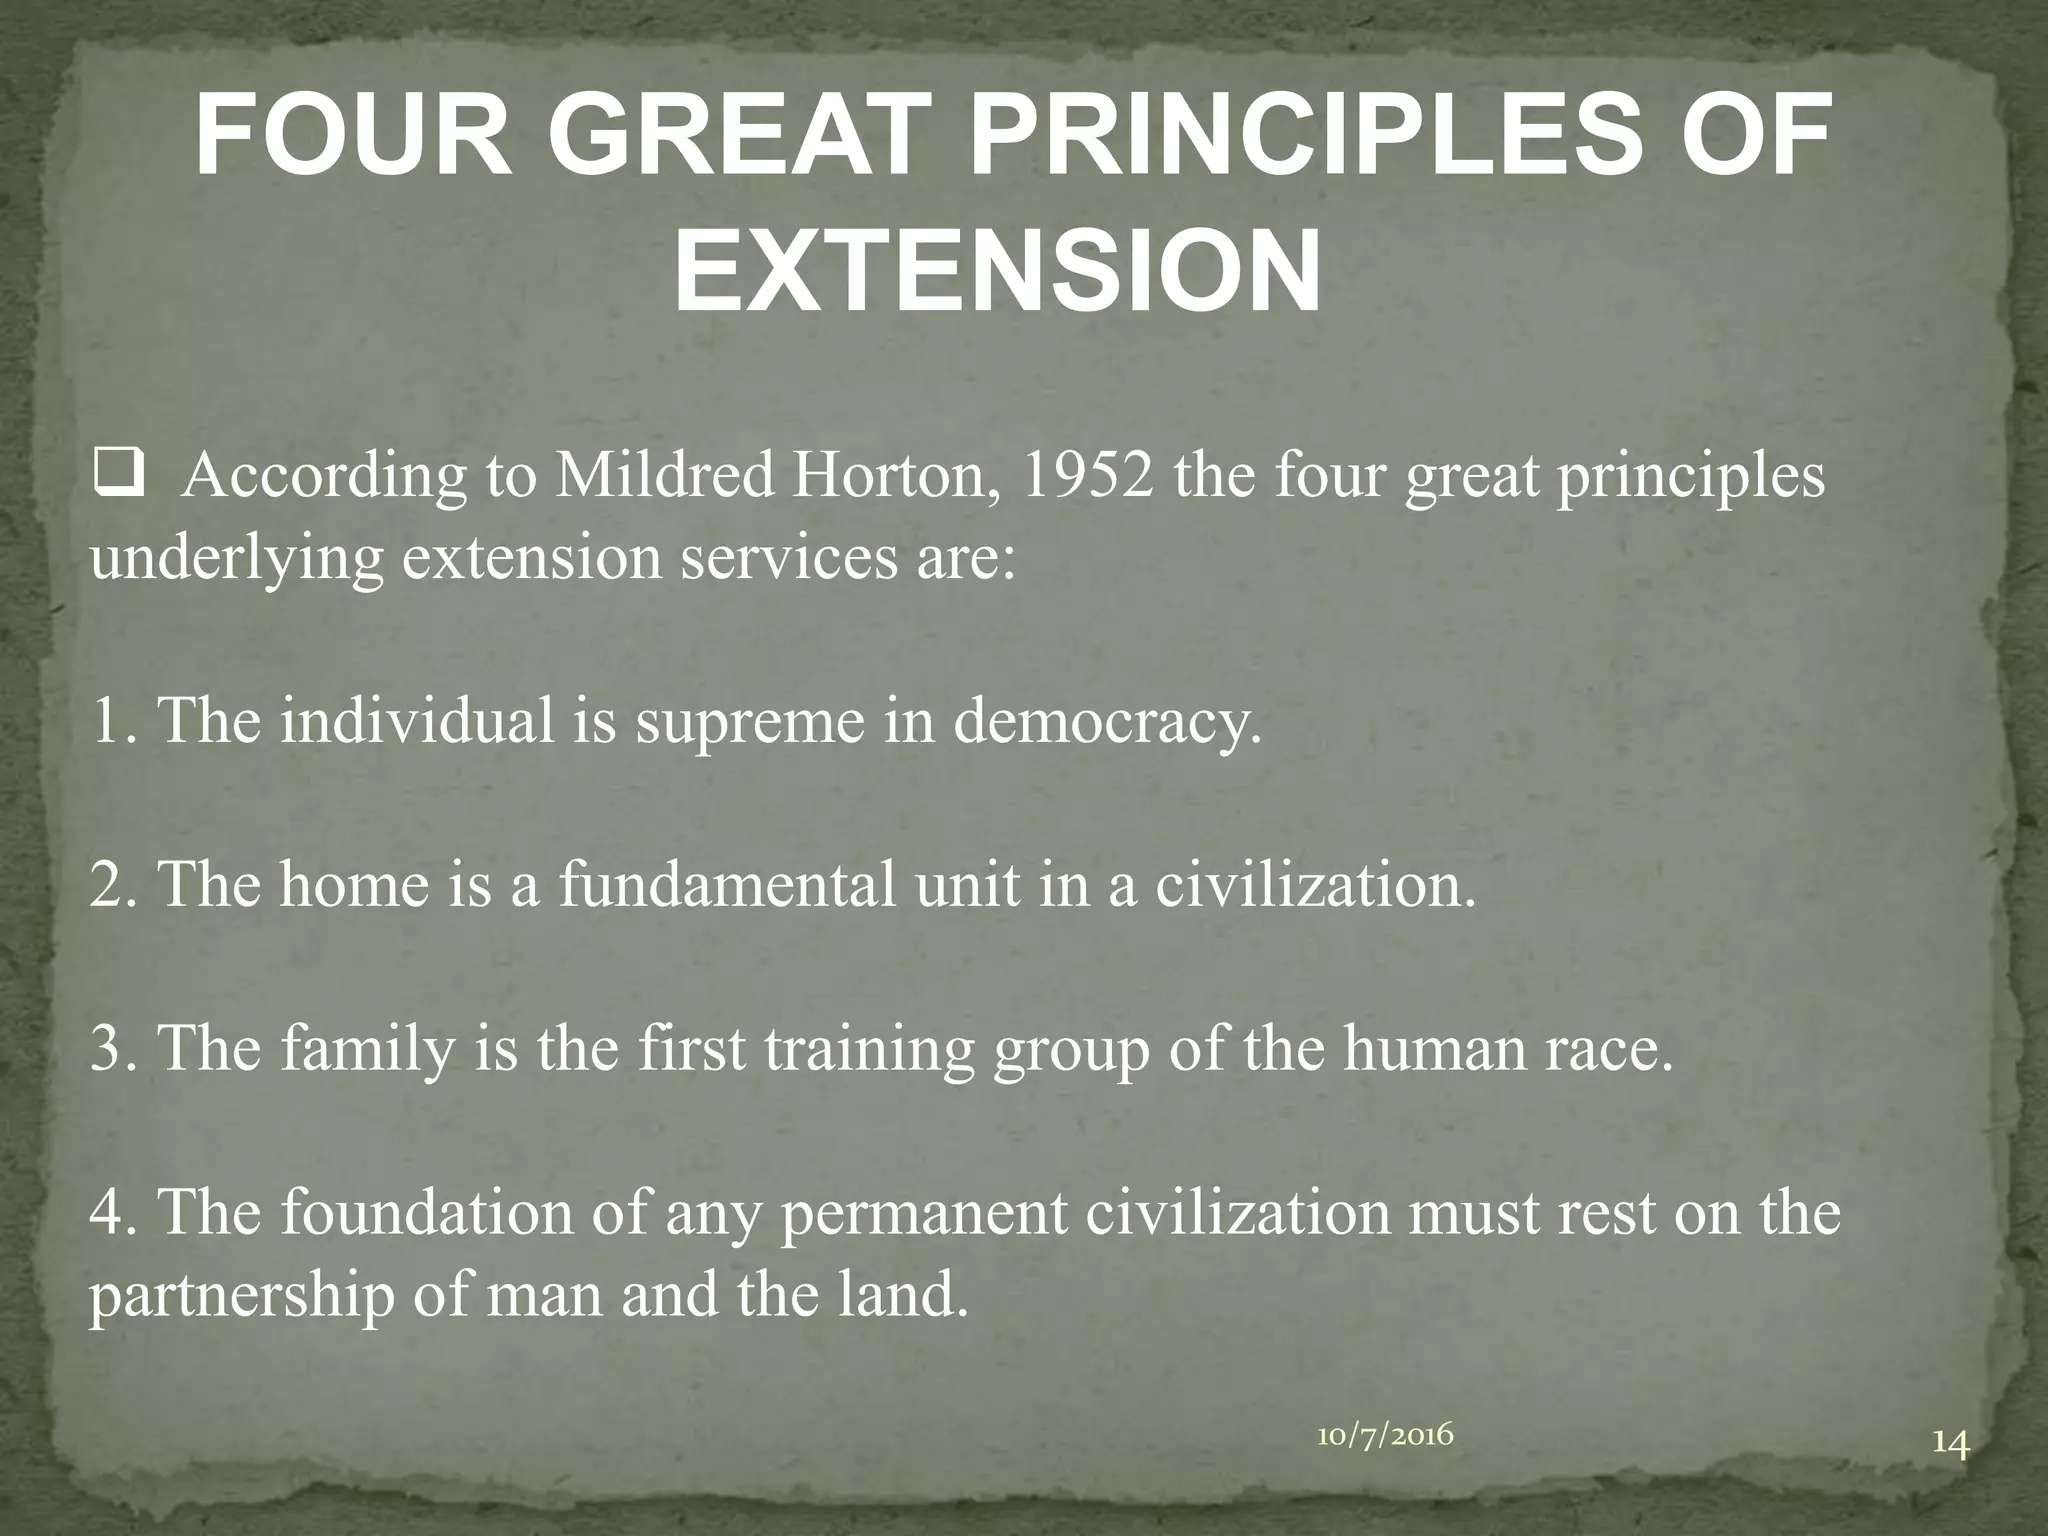 FOUR GREAT PRINCIPLES OF
EXTENSION
❑ According to Mildred Horton, 1952 the four great principles
underlying extension services are:
1. The individual is supreme in democracy.
2. The home is a fundamental unit in a civilization.
3. The family is the first training group of the human race.
4. The foundation of any permanent civilization must rest on the
partnership of man and the land.
10/7/2016
14